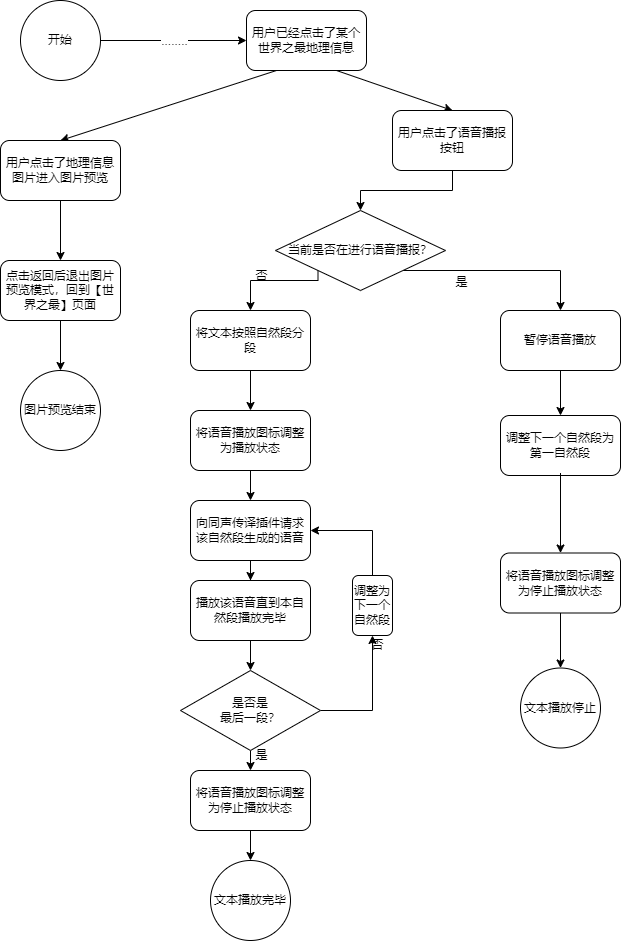 开始
........
用户已经点击了某个
世界之最地理信息
用户点击了地理信息
图片进入图片预览
用户点击了语音播报
按钮
点击返回后退出图片
预览模式，回到【世
界之最】页面
当前是否在进行语音播报？
否
是
图片预览结束
将文本按照自然段分
段
暂停语音播放
将语音播放图标调整
为播放状态
调整下一个自然段为
第一自然段
向同声传译插件请求
该自然段生成的语音
播放该语音直到本自
然段播放完毕
调整为
下一个
自然段
否
将语音播放图标调整
为停止播放状态
是否是
最后一段？
是
文本播放停止
将语音播放图标调整
为停止播放状态
文本播放完毕